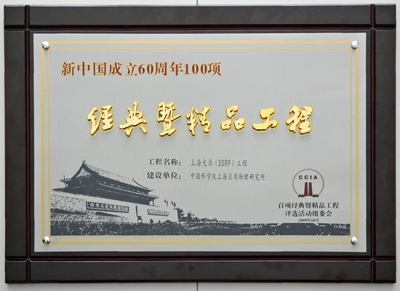 新中国成立60周年100项
经典暨精品工程
工程名称：上海光源（SSRF）工程
建设单位：中国科学院上海应用物理研究所
CCIA
百项经典暨精品工程
评选活动组委会